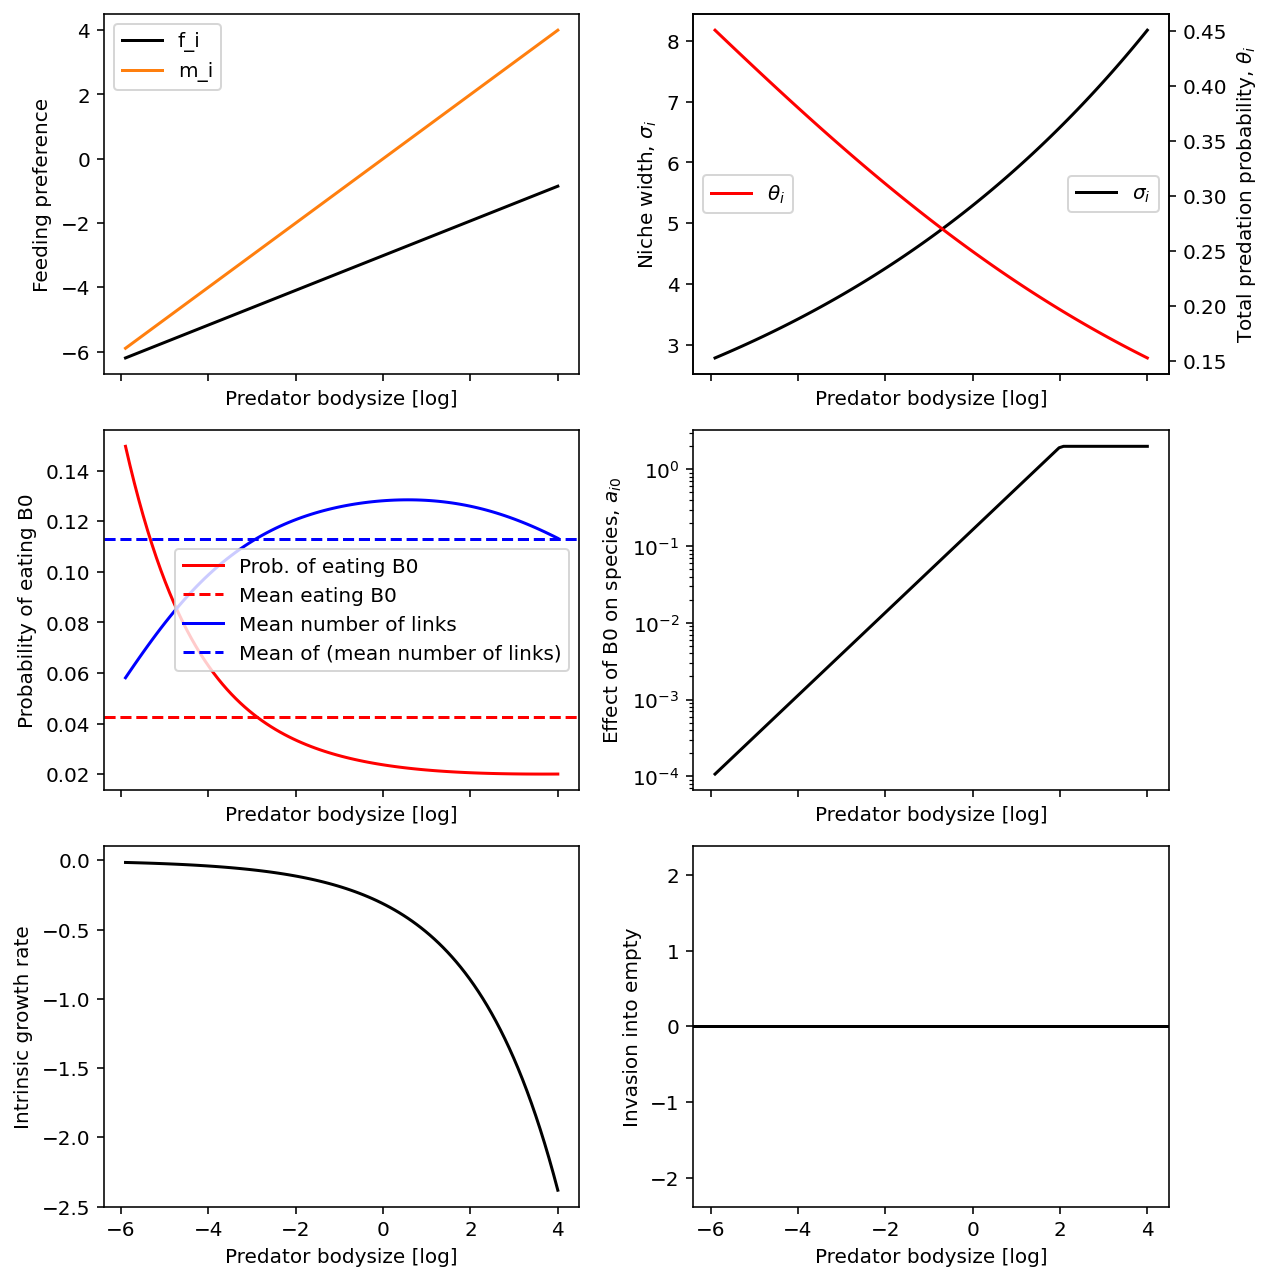 4
2
0
−2
−4
−6
Feeding preference
f_i
m_i
Predator bodysize [log]
8
7
6
5
4
3
Niche width, σ_i
θ_i
σ_i
0.45
0.40
0.35
0.30
0.25
0.20
0.15
Total predation probability, θ_i
Predator bodysize [log]
0.14
0.12
0.10
0.08
0.06
0.04
0.02
Probability of eating B0
Prob. of eating B0
Mean eating B0
Mean number of links
Mean of (mean number of links)
Predator bodysize [log]
10^0
10^−1
10^−2
10^−3
10^−4
Effect of B0 on species, a_i0
Predator bodysize [log]
0.0
−0.5
−1.0
−1.5
−2.0
−2.5
Intrinsic growth rate
−6 −4 −2 0 2 4
Predator bodysize [log]
2
1
0
−1
−2
Invasion into empty
−6 −4 −2 0 2 4
Predator bodysize [log]